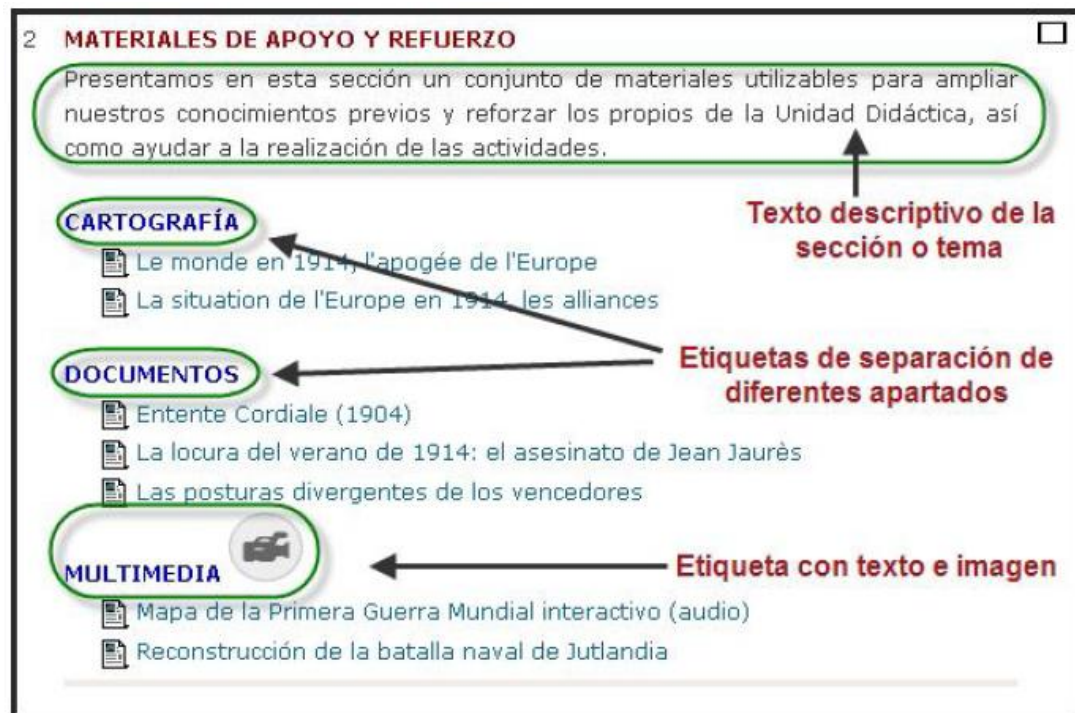 2 MATERIALES DE APOYO Y REFUERZO
Presentamos en esta sección un conjunto de materiales utilizables para ampliar
nuestros conocimientos previos y reforzar los propios de la Unidad Didáctica, así
como ayudar a la realización de las actividades.
Texto descriptivo de la
sección o tema
CARTOGRAFÍA
Le monde en 1914, l'apogée de l'Europe
La situation de l'Europe en 1914, les alliances
Etiquetas de separación de
diferentes apartados
DOCUMENTOS
Entente Cordiale (1904)
La locura del verano de 1914: el asesinato de Jean Jaurès
Las posturas divergentes de los vencedores
MULTIMEDIA
Etiqueta con texto e imagen
Mapa de la Primera Guerra Mundial interactivo (audio)
Reconstrucción de la batalla naval de Jutlandia